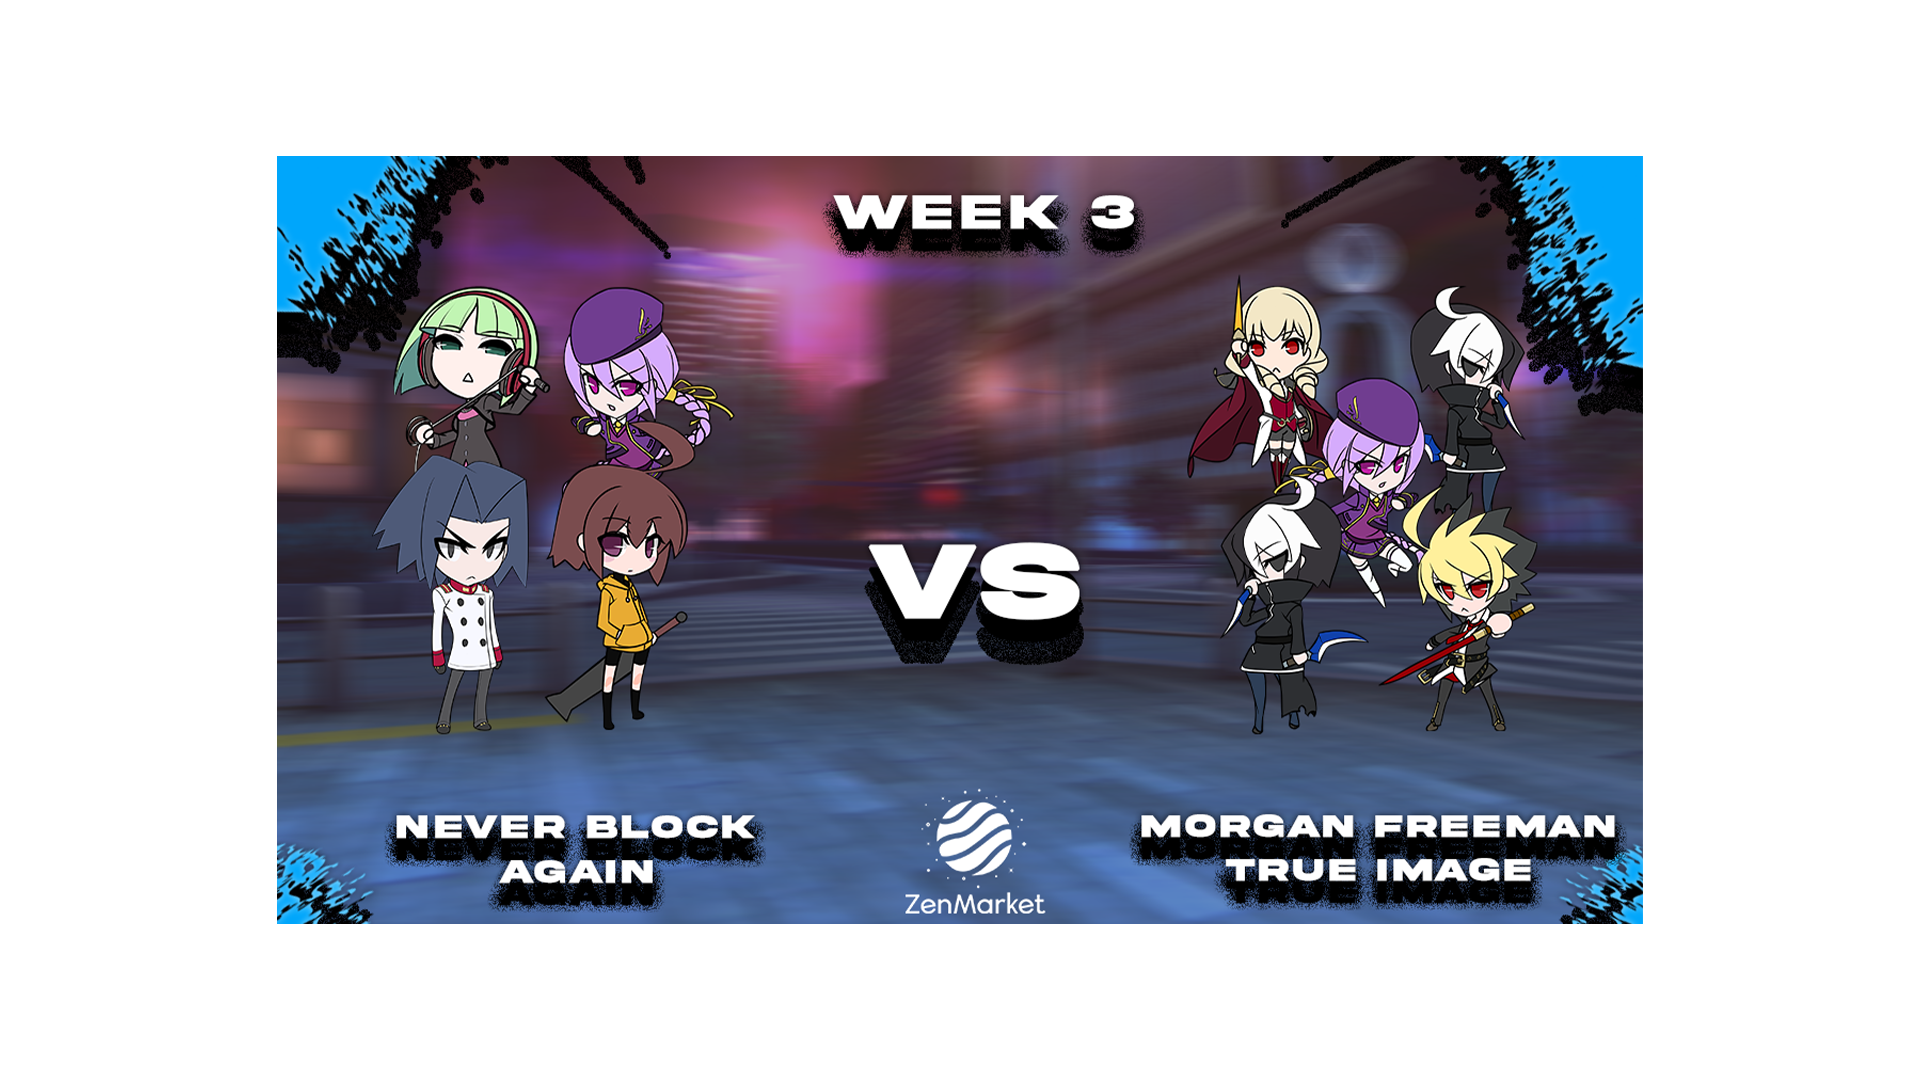 WEEK 3
VS
NEVER BLOCK
AGAIN
MORGAN FREEMAN
TRUE IMAGE
ZenMarket